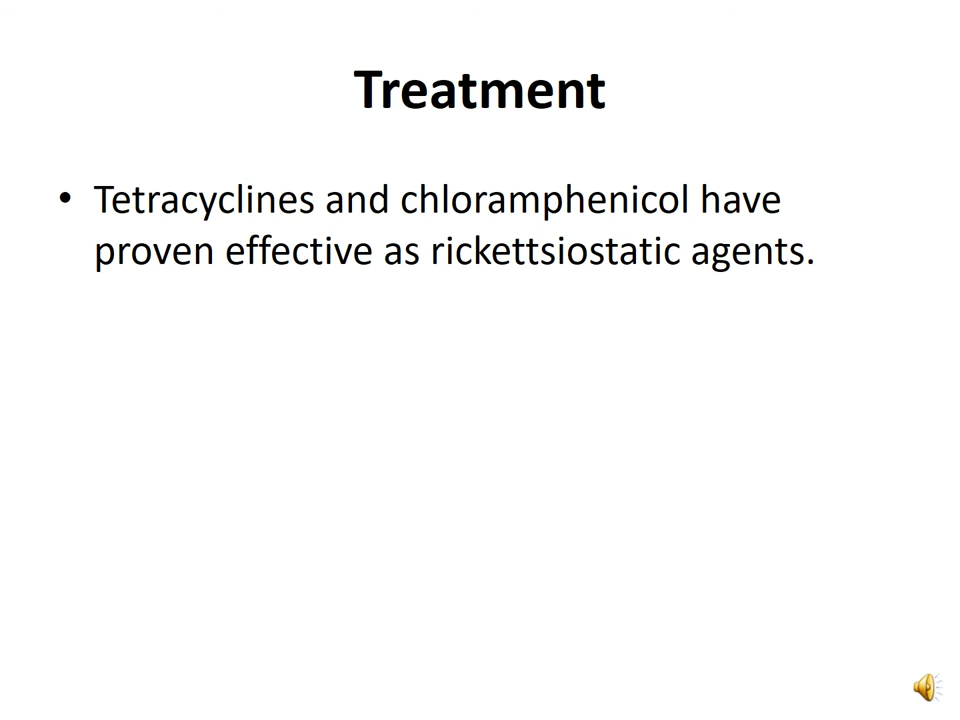 Treatment
• Tetracyclines and chloramphenicol have
proven effective as rickettsiostatic agents.